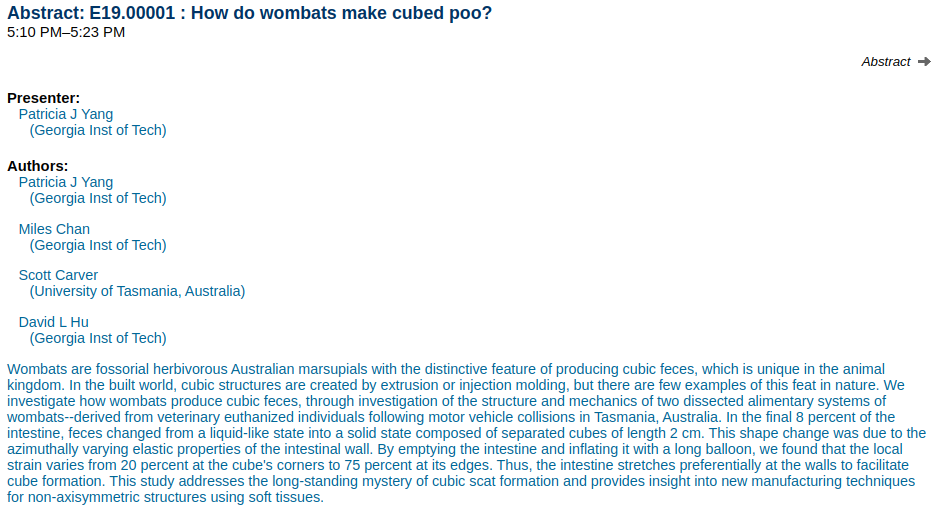 Abstract: E19.00001 : How do wombats make cubed poo?
5:10 PM–5:23 PM
Abstract
Presenter:
Patricia J Yang
(Georgia Inst of Tech)
Authors:
Patricia J Yang
(Georgia Inst of Tech)
Miles Chan
(Georgia Inst of Tech)
Scott Carver
(University of Tasmania, Australia)
David L Hu
(Georgia Inst of Tech)
Wombats are fossorial herbivorous Australian marsupials with the distinctive feature of producing cubic feces, which is unique in the animal
kingdom. In the built world, cubic structures are created by extrusion or injection molding, but there are few examples of this feat in nature. We
investigate how wombats produce cubic feces, through investigation of the structure and mechanics of two dissected alimentary systems of
wombats--derived from veterinary euthanized individuals following motor vehicle collisions in Tasmania, Australia. In the final 8 percent of the
intestine, feces changed from a liquid-like state into a solid state composed of separated cubes of length 2 cm. This shape change was due to the
azimuthally varying elastic properties of the intestinal wall. By emptying the intestine and inflating it with a long balloon, we found that the local
strain varies from 20 percent at the cube's corners to 75 percent at its edges. Thus, the intestine stretches preferentially at the walls to facilitate
cube formation. This study addresses the long-standing mystery of cubic scat formation and provides insight into new manufacturing techniques
for non-axisymmetric structures using soft tissues.